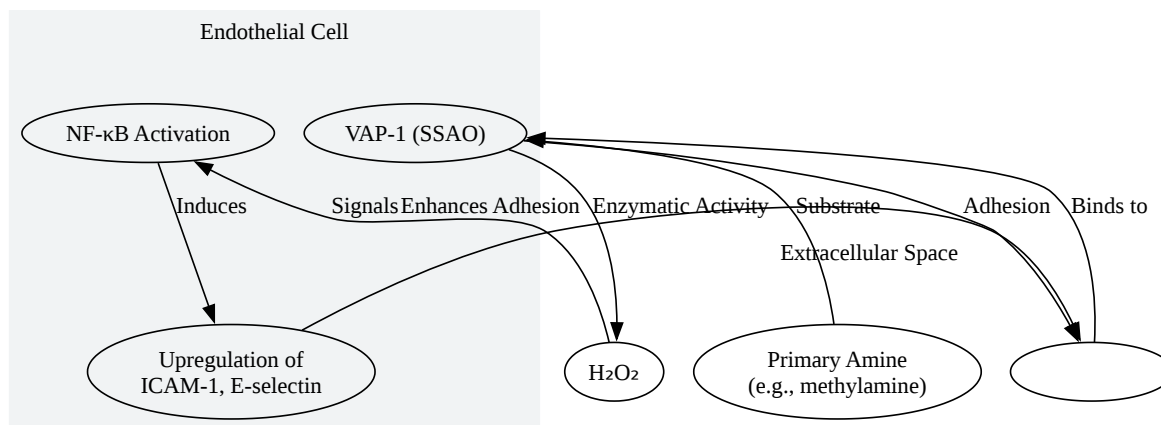 Endothelial Cell
NF-κB Activation
VAP-1 (SSAO)
Induces
Signals
Enhances Adhesion
Enzymatic Activity
Substrate
Adhesion
Binds to
Extracellular Space
Upregulation of
ICAM-1, E-selectin
H₂O₂
Primary Amine
(e.g., methylamine)